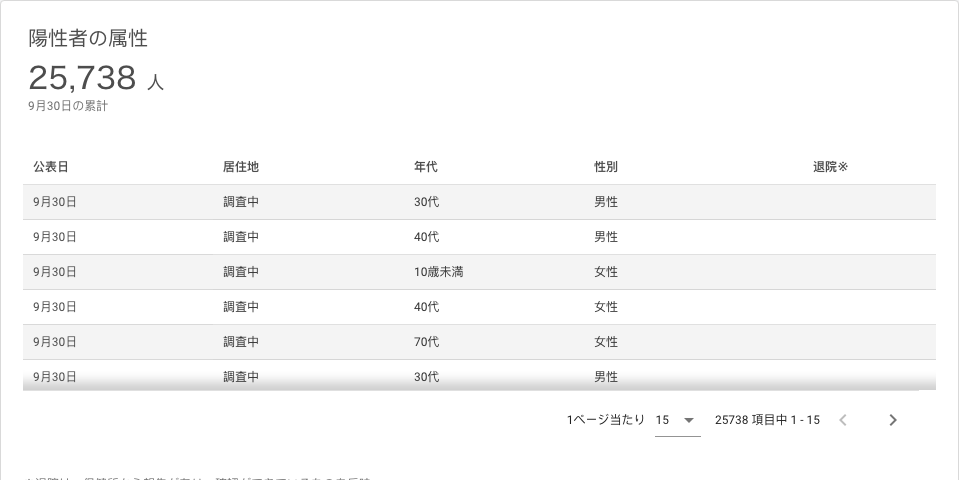 陽性者の属性
25,738 人
9月30日の累計
公表日 居住地 年代 性別 退院※
9月30日 調査中 30代 男性
9月30日 調査中 40代 男性
9月30日 調査中 10歳未満 女性
9月30日 調査中 40代 女性
9月30日 調査中 70代 女性
9月30日 調査中 30代 男性
1ページ当たり 15 25738 項目中 1 - 15